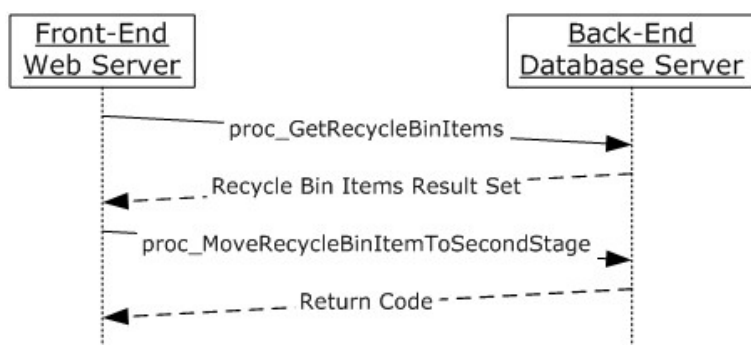 Front-End
Web Server
Back-End
Database Server
proc_GetRecycleBinItems
Recycle Bin Items Result Set
proc_MoveRecycleBinItemToSecondStage
Return Code